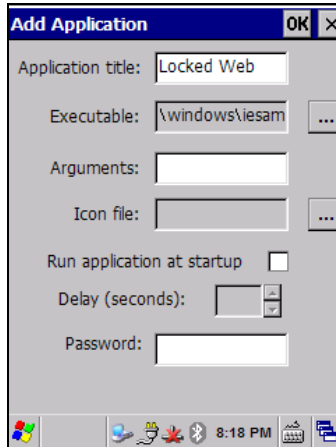 Add Application OK ×
Application title: Locked Web
Executable: \windows\iesam ...
Arguments:
Icon file: ...
Run application at startup
Delay (seconds):
Password:
8:18 PM